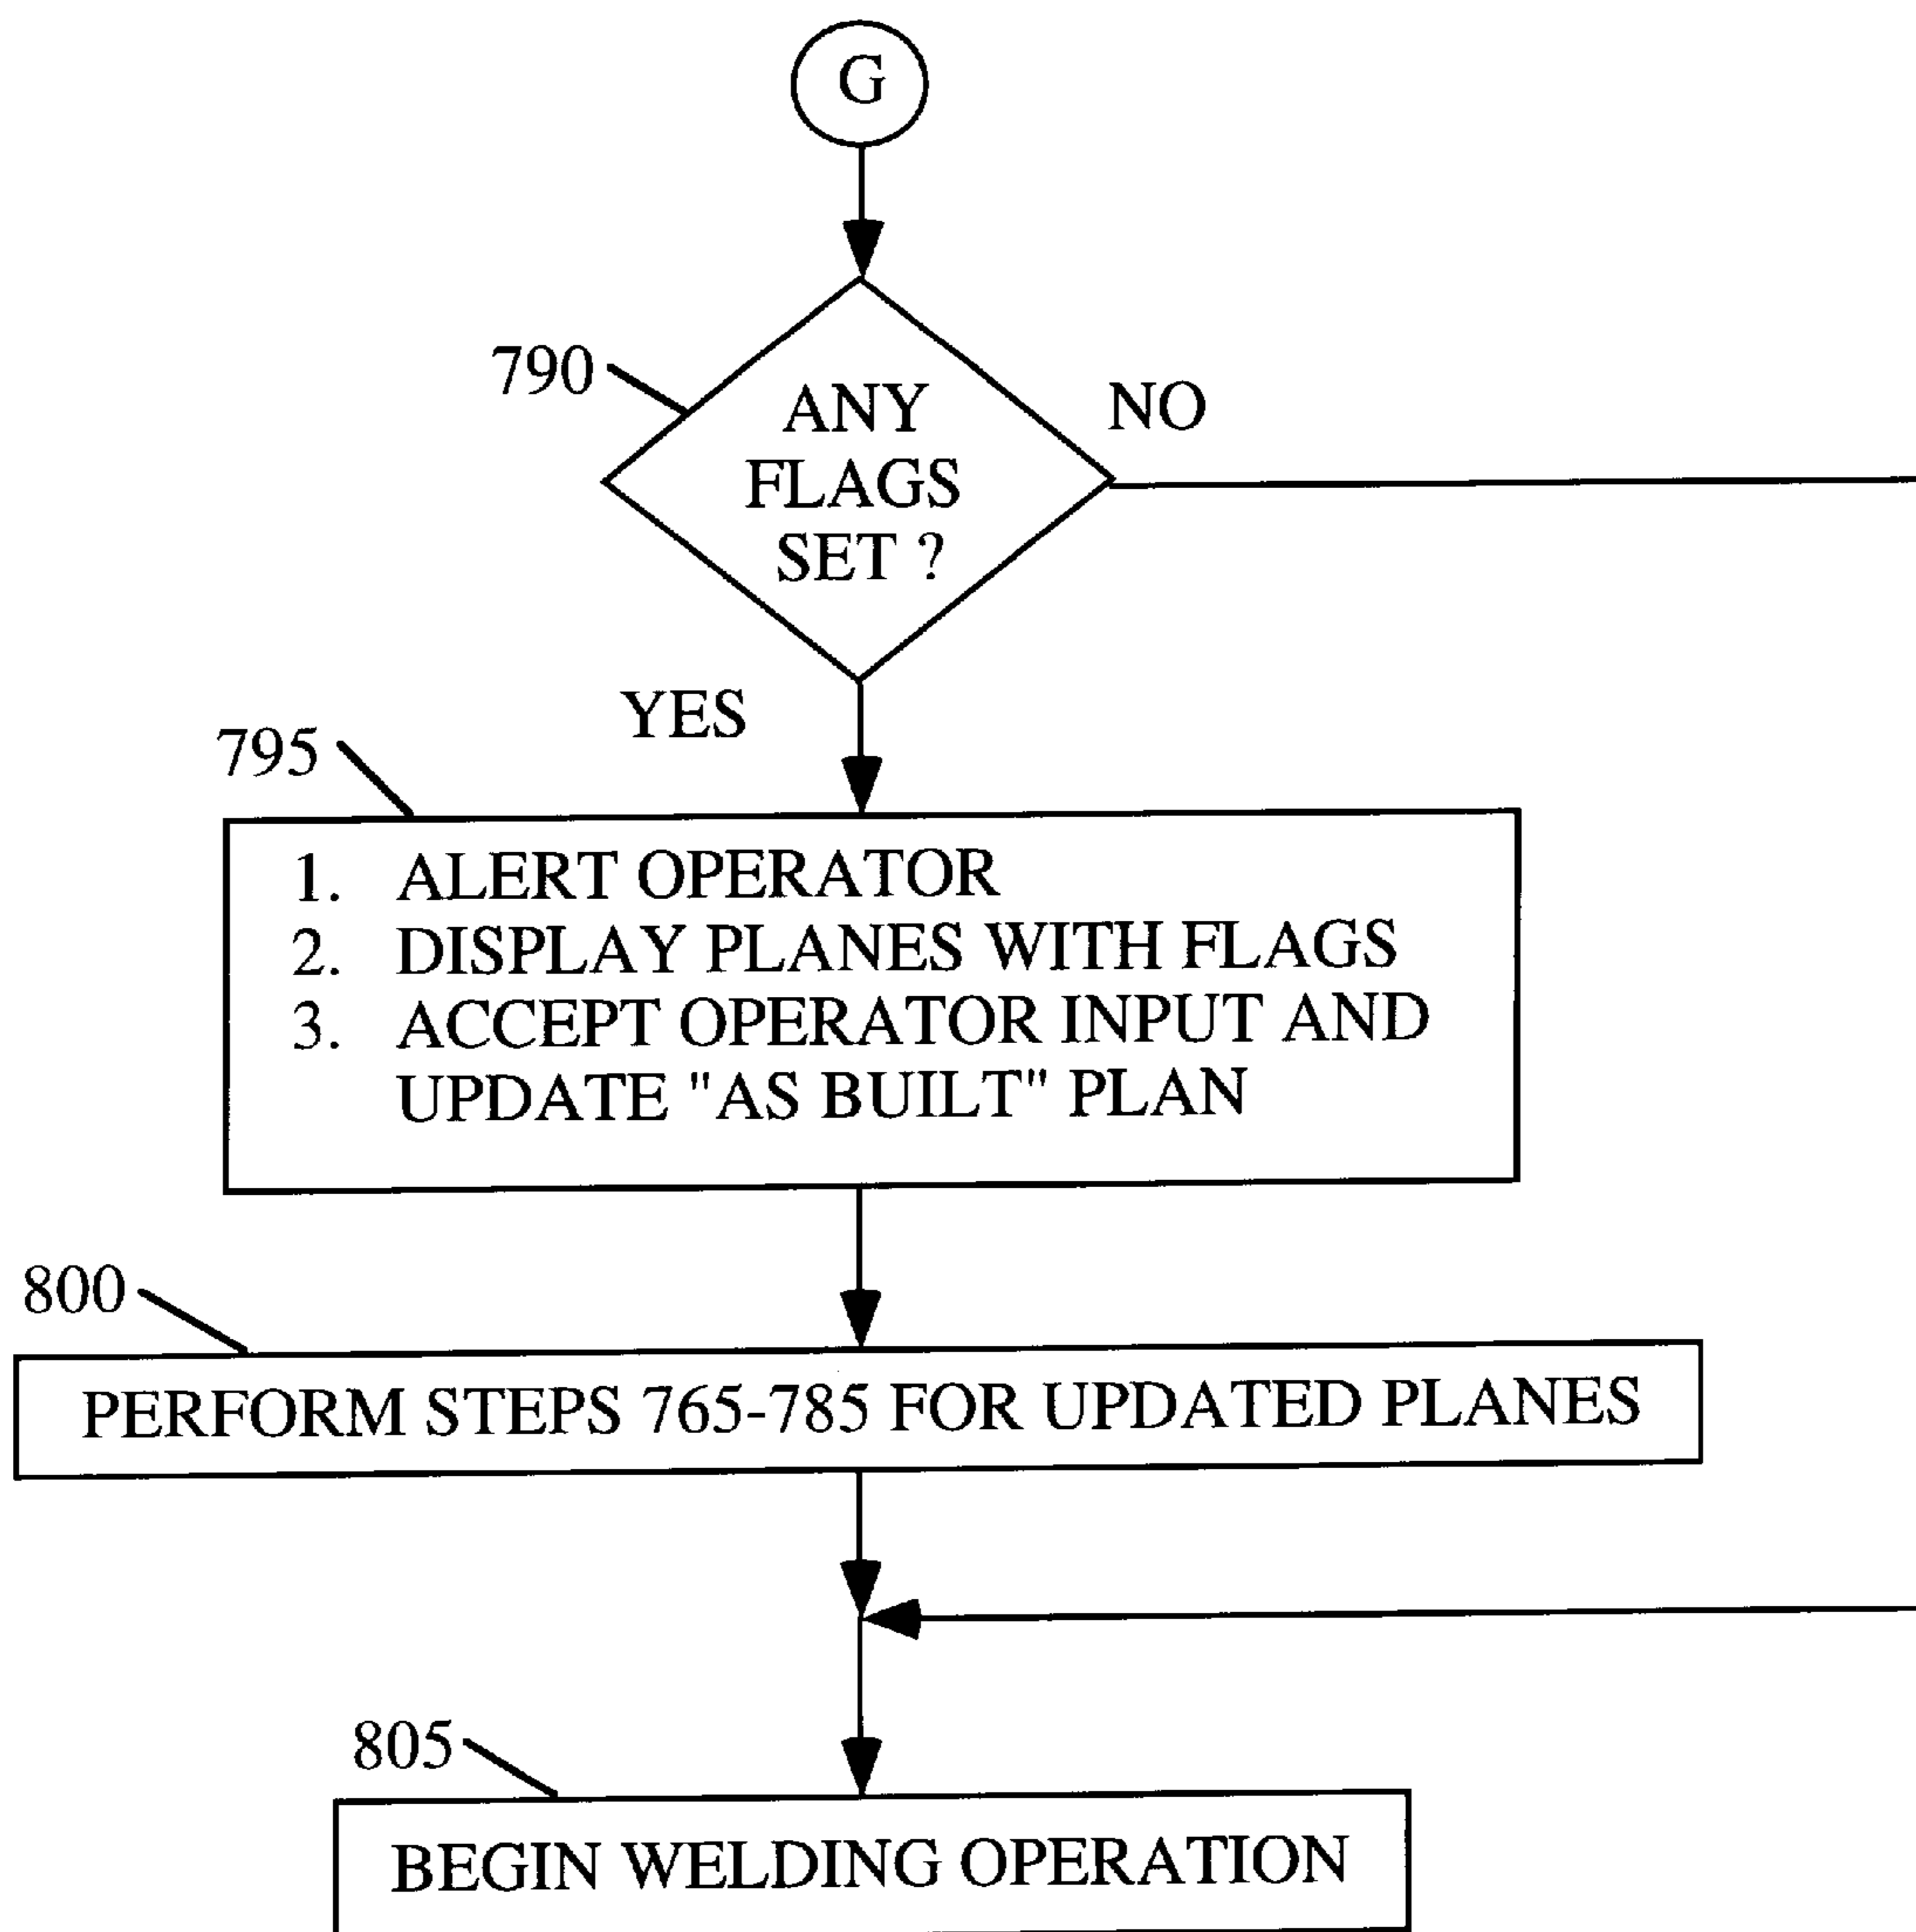 G
790
ANY
FLAGS
SET ?
NO
YES
795
1. ALERT OPERATOR
2. DISPLAY PLANES WITH FLAGS
3. ACCEPT OPERATOR INPUT AND
UPDATE "AS BUILT" PLAN
800
PERFORM STEPS 765-785 FOR UPDATED PLANES
805
BEGIN WELDING OPERATION